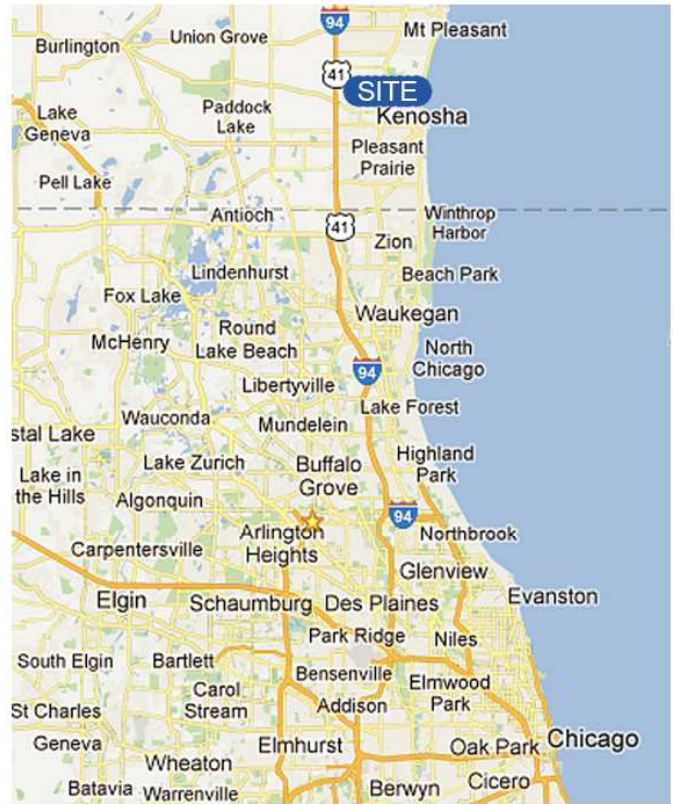 94
Mt Pleasant
Union Grove
Burlington
41
SITE
Paddock
Lake
Lake
Geneva
Kenosha
Pleasant
Prairie
Pell Lake
Antioch
Winthrop
Harbor
41
Zion
Lindenhurst
Beach Park
Fox Lake
Waukegan
Round
Lake Beach
McHenry
North
Chicago
94
Libertyville
Lake Forest
Wauconda
Mundelein
stal Lake
Highland
Park
Lake Zurich
Buffalo
Grove
Lake in
the Hills
Algonquin
94
Arlington
Heights
Northbrook
Carpentersville
Glenview
Evanston
Elgin
Schaumburg
Des Plaines
Park Ridge
Niles
South Elgin
Bartlett
Bensenville
Elmwood
Park
Carol
Stream
Addison
St Charles
Geneva
Elmhurst
Oak Park
Chicago
Wheaton
Batavia
Warrenville
Berwyn
Cicero